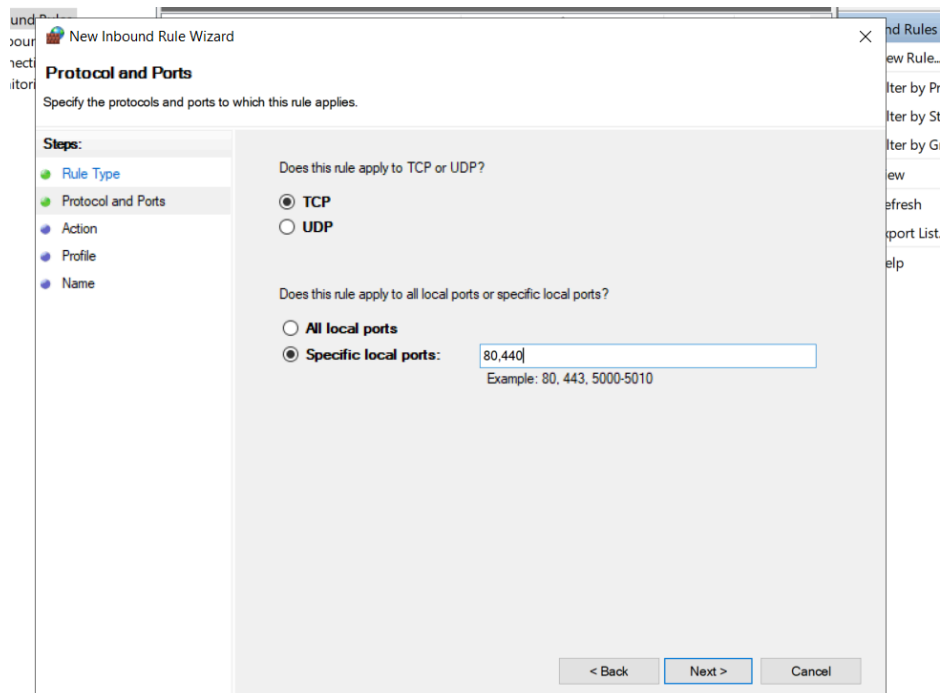 New Inbound Rule Wizard
Protocol and Ports
Specify the protocols and ports to which this rule applies.
Steps:
Rule Type
Protocol and Ports
Action
Profile
Name
Does this rule apply to TCP or UDP?
TCP
UDP
Does this rule apply to all local ports or specific local ports?
All local ports
Specific local ports: 80,440
Example: 80, 443, 5000-5010
< Back Next > Cancel
nd Rules
ew Rule...
lter by Pr
lter by St
lter by G
ew
efresh
xport List.
elp